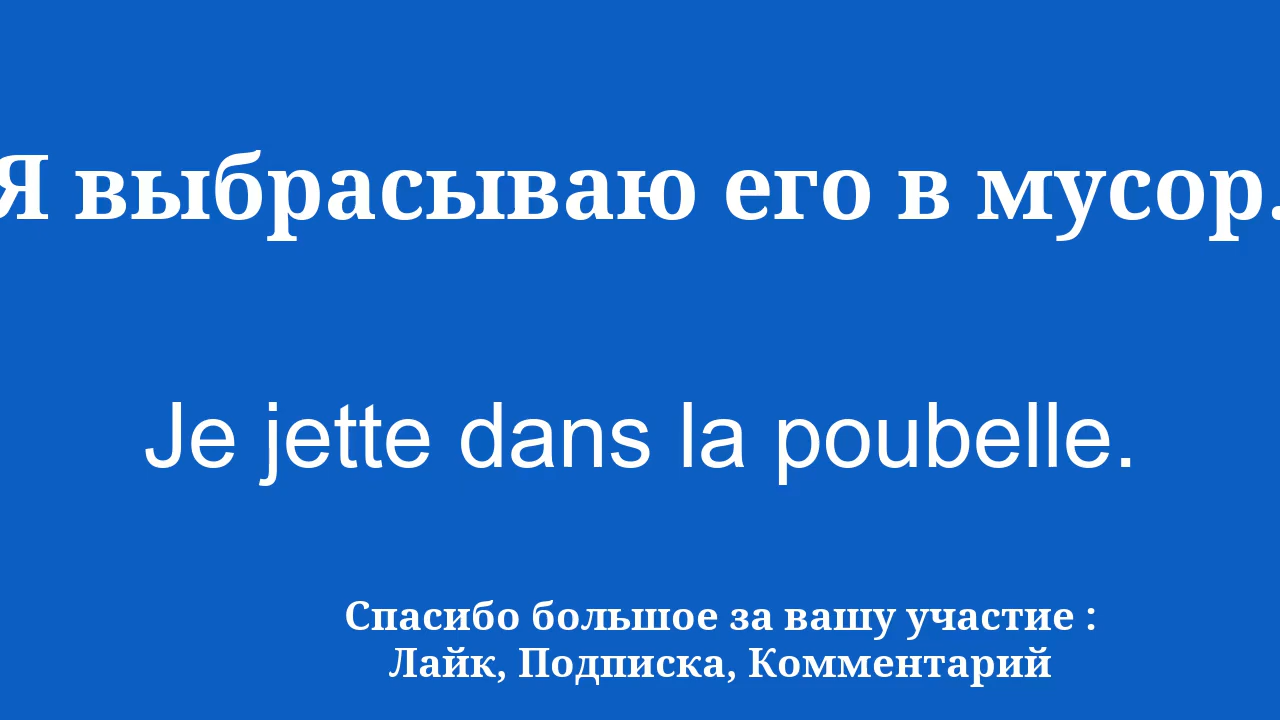 Я выбрасываю его в мусор.
Je jette dans la poubelle.
Спасибо большое за вашу участие :
Лайк, Подписка, Комментарий